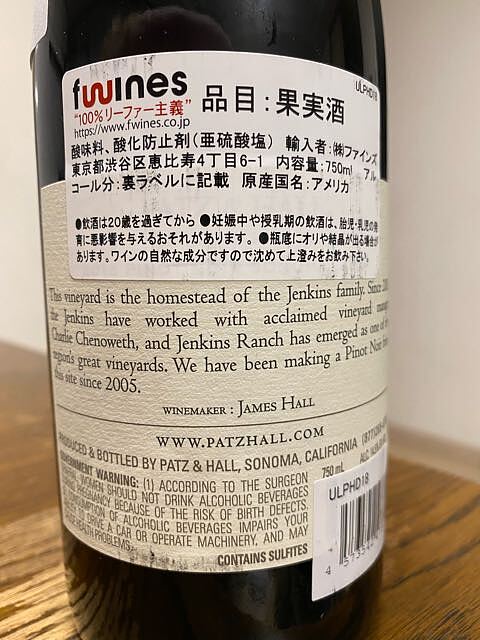 fwines
"100%リーファー主義"
https://www.fwines.co.jp
品目:果実酒
ULPHD18
酸味料、酸化防止剤(亜硫酸塩) 輸入者:㈱ファインズ
東京都渋谷区恵比寿4丁目6-1 内容量:750ml アル
コール分:裏ラベルに記載 原産国名:アメリカ
●飲酒は20歳を過ぎてから ●妊娠中や授乳期の飲酒は、胎児・乳児の発
育に悪影響を与えるおそれがあります。 ●瓶底にオリや結晶が出る場合が
あります。ワインの自然な成分ですので沈めて上澄みをお飲み下さい。
This vineyard is the homestead of the Jenkins family. Since
the Jenkins have worked with acclaimed vineyard
Charlie Chenoweth, and Jenkins Ranch has emerged as one of
region's great vineyards. We have been making a Pinot Noir
this site since 2005.
WINEMAKER : JAMES HALL
WWW.PATZHALL.COM
PRODUCED & BOTTLED BY PATZ & HALL, SONOMA, CALIFORNIA
750 mL
GOVERNMENT WARNING: (1) ACCORDING TO THE SURGEON
WOMEN SHOULD NOT DRINK ALCOHOLIC BEVERAGES
PREGNANCY BECAUSE OF THE RISK OF BIRTH DEFECTS.
CONSUMPTION OF ALCOHOLIC BEVERAGES IMPAIRS YOUR
TO DRIVE A CAR OR OPERATE MACHINERY, AND MAY
HEALTH PROBLEMS.
CONTAINS SULFITES
ULPHD18